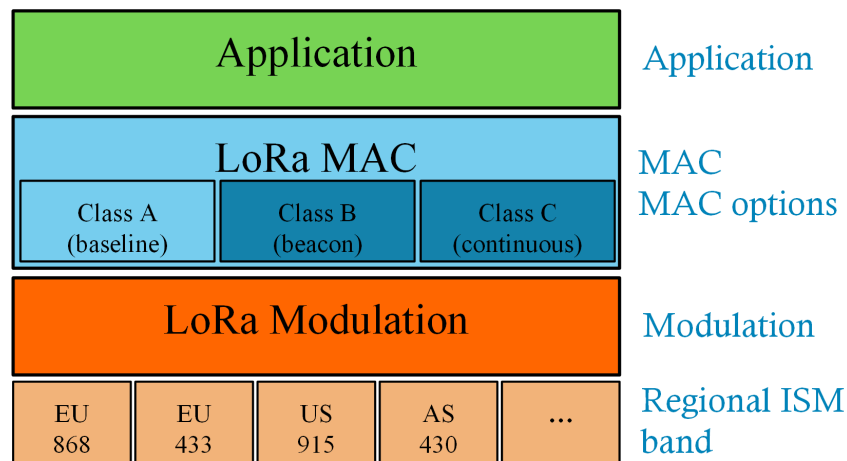 Application
Application
LoRa MAC
MAC
MAC options
Class A
(baseline)
Class B
(beacon)
Class C
(continuous)
LoRa Modulation
Modulation
EU
868
EU
433
US
915
AS
430
...
Regional ISM
band